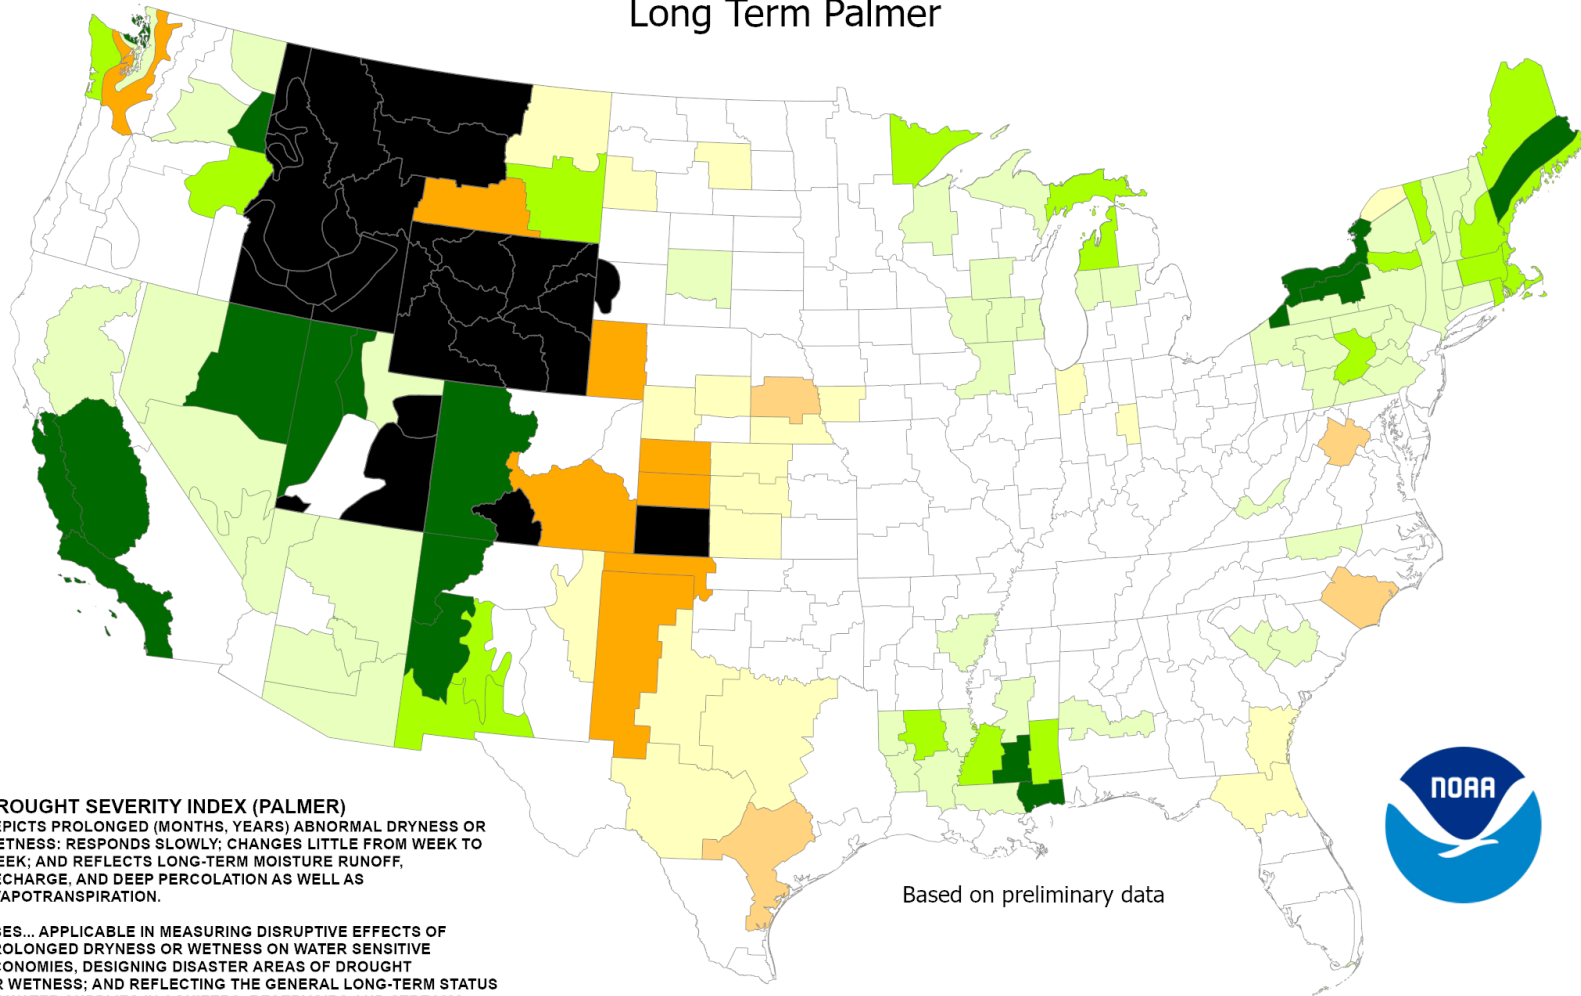 Long Term Palmer
ROUGHT SEVERITY INDEX (PALMER)
EPICTS PROLONGED (MONTHS, YEARS) ABNORMAL DRYNESS OR
ETNESS: RESPONDS SLOWLY; CHANGES LITTLE FROM WEEK TO
EEK; AND REFLECTS LONG-TERM MOISTURE RUNOFF,
ECHARGE, AND DEEP PERCOLATION AS WELL AS
VAPOTRANSPIRATION.
SES... APPLICABLE IN MEASURING DISRUPTIVE EFFECTS OF
ROLONGED DRYNESS OR WETNESS ON WATER SENSITIVE
CONOMIES, DESIGNING DISASTER AREAS OF DROUGHT
R WETNESS; AND REFLECTING THE GENERAL LONG-TERM STATUS
Based on preliminary data
NOAA